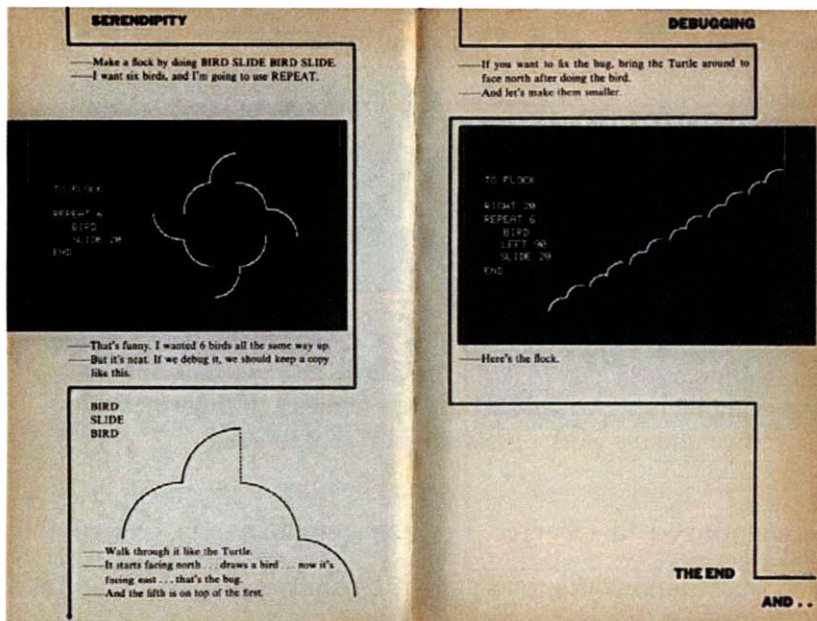 SERENDIPITY
——Make a flock by doing BIRD SLIDE BIRD SLIDE.
——I want six birds, and I'm going to use REPEAT.
TO FLOCK
REPEAT 6
BIRD
SLIDE 20
END
——That's funny. I wanted 6 birds all the same way up.
——But it's neat. If we debug it, we should keep a copy
like this.
BIRD
SLIDE
BIRD
——Walk through it like the Turtle.
——It starts facing north . . . draws a bird . . . now it's
facing east . . . that's the bug.
——And the fifth is on top of the first.
DEBUGGING
——If you want to fix the bug, bring the Turtle around to
face north after doing the bird.
——And let's make them smaller.
TO FLOCK
RIGHT 20
REPEAT 6
BIRD
LEFT 90
SLIDE 20
END
——Here's the flock.
THE END
AND . .